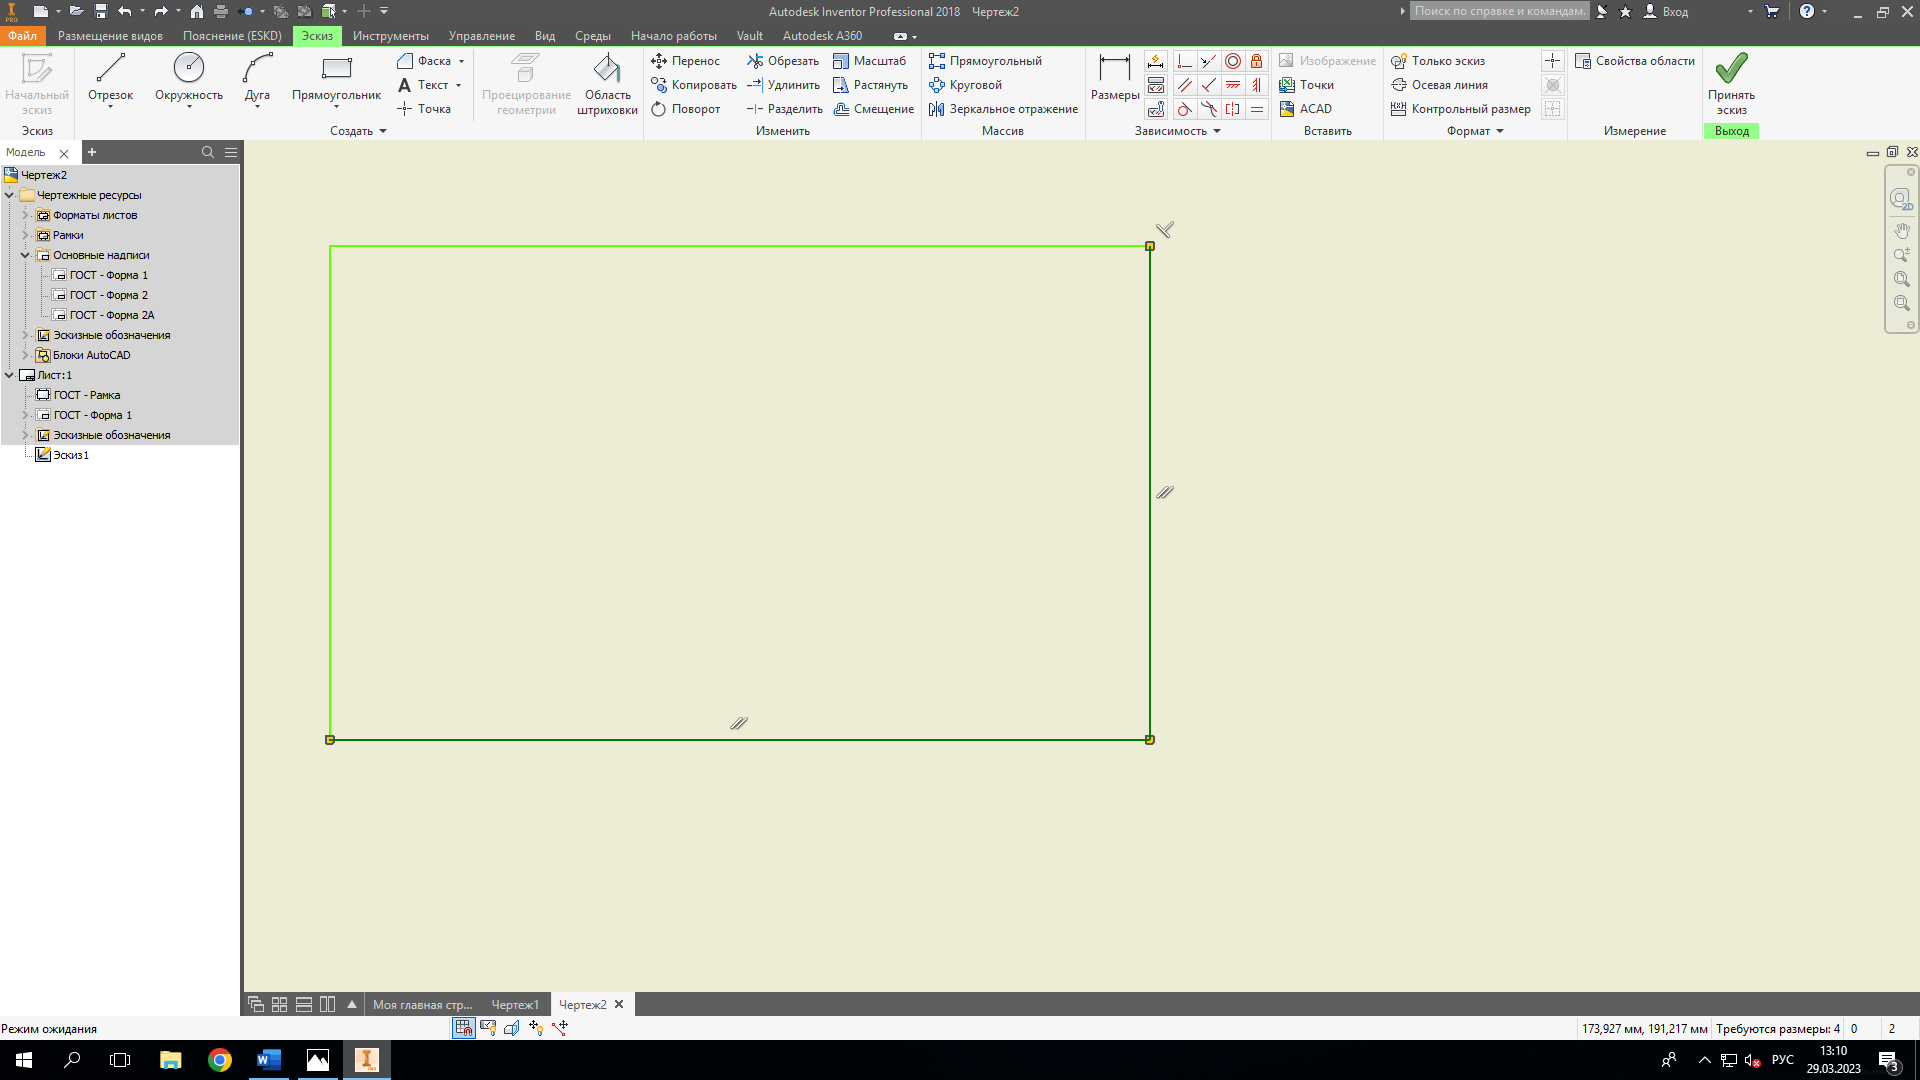 Autodesk Inventor Professional 2018 Чертеж2
Поиск по справке и командам.
Вход
Файл Размещение видов Пояснение (ESKD) Эскиз Инструменты Управление Вид Среды Начало работы Vault Autodesk A360
Начальный эскиз
Эскиз
Отрезок
Окружность
Дуга
Прямоугольник
Фаска
Текст
Точка
Проецирование геометрии
Область штриховки
Создать
Перенос Обрезать Масштаб
Копировать Удлинить Растянуть
Поворот Разделить Смещение
Изменить
Прямоугольный
Круговой
Зеркальное отражение
Массив
Размеры
Зависимость
Изображение
Точки
ACAD
Вставить
Только эскиз
Осевая линия
Контрольный размер
Формат
Свойства области
Измерение
Принять эскиз
Выход
Модель
Чертеж2
Чертежные ресурсы
Форматы листов
Рамки
Основные надписи
ГОСТ - Форма 1
ГОСТ - Форма 2
ГОСТ - Форма 2А
Эскизные обозначения
Блоки AutoCAD
Лист:1
ГОСТ - Рамка
ГОСТ - Форма 1
Эскизные обозначения
Эскиз1
2D
Моя главная стр... Чертеж1 Чертеж2
Режим ожидания
173,927 мм, 191,217 мм Требуются размеры: 4 0 2
РУС
13:10
29.03.2023
3